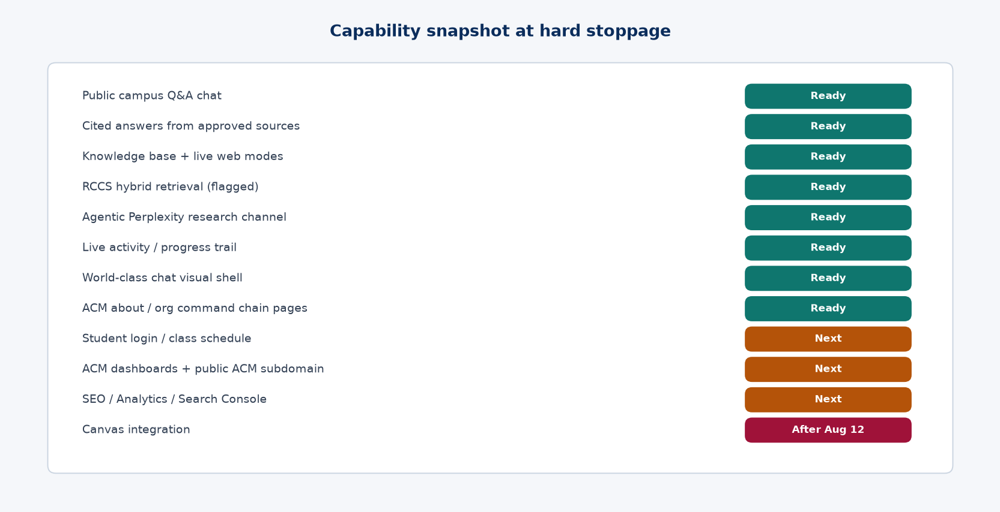 Capability snapshot at hard stoppage
Public campus Q&A chat Ready
Cited answers from approved sources Ready
Knowledge base + live web modes Ready
RCCS hybrid retrieval (flagged) Ready
Agentic Perplexity research channel Ready
Live activity / progress trail Ready
World-class chat visual shell Ready
ACM about / org command chain pages Ready
Student login / class schedule Next
ACM dashboards + public ACM subdomain Next
SEO / Analytics / Search Console Next
Canvas integration After Aug 12